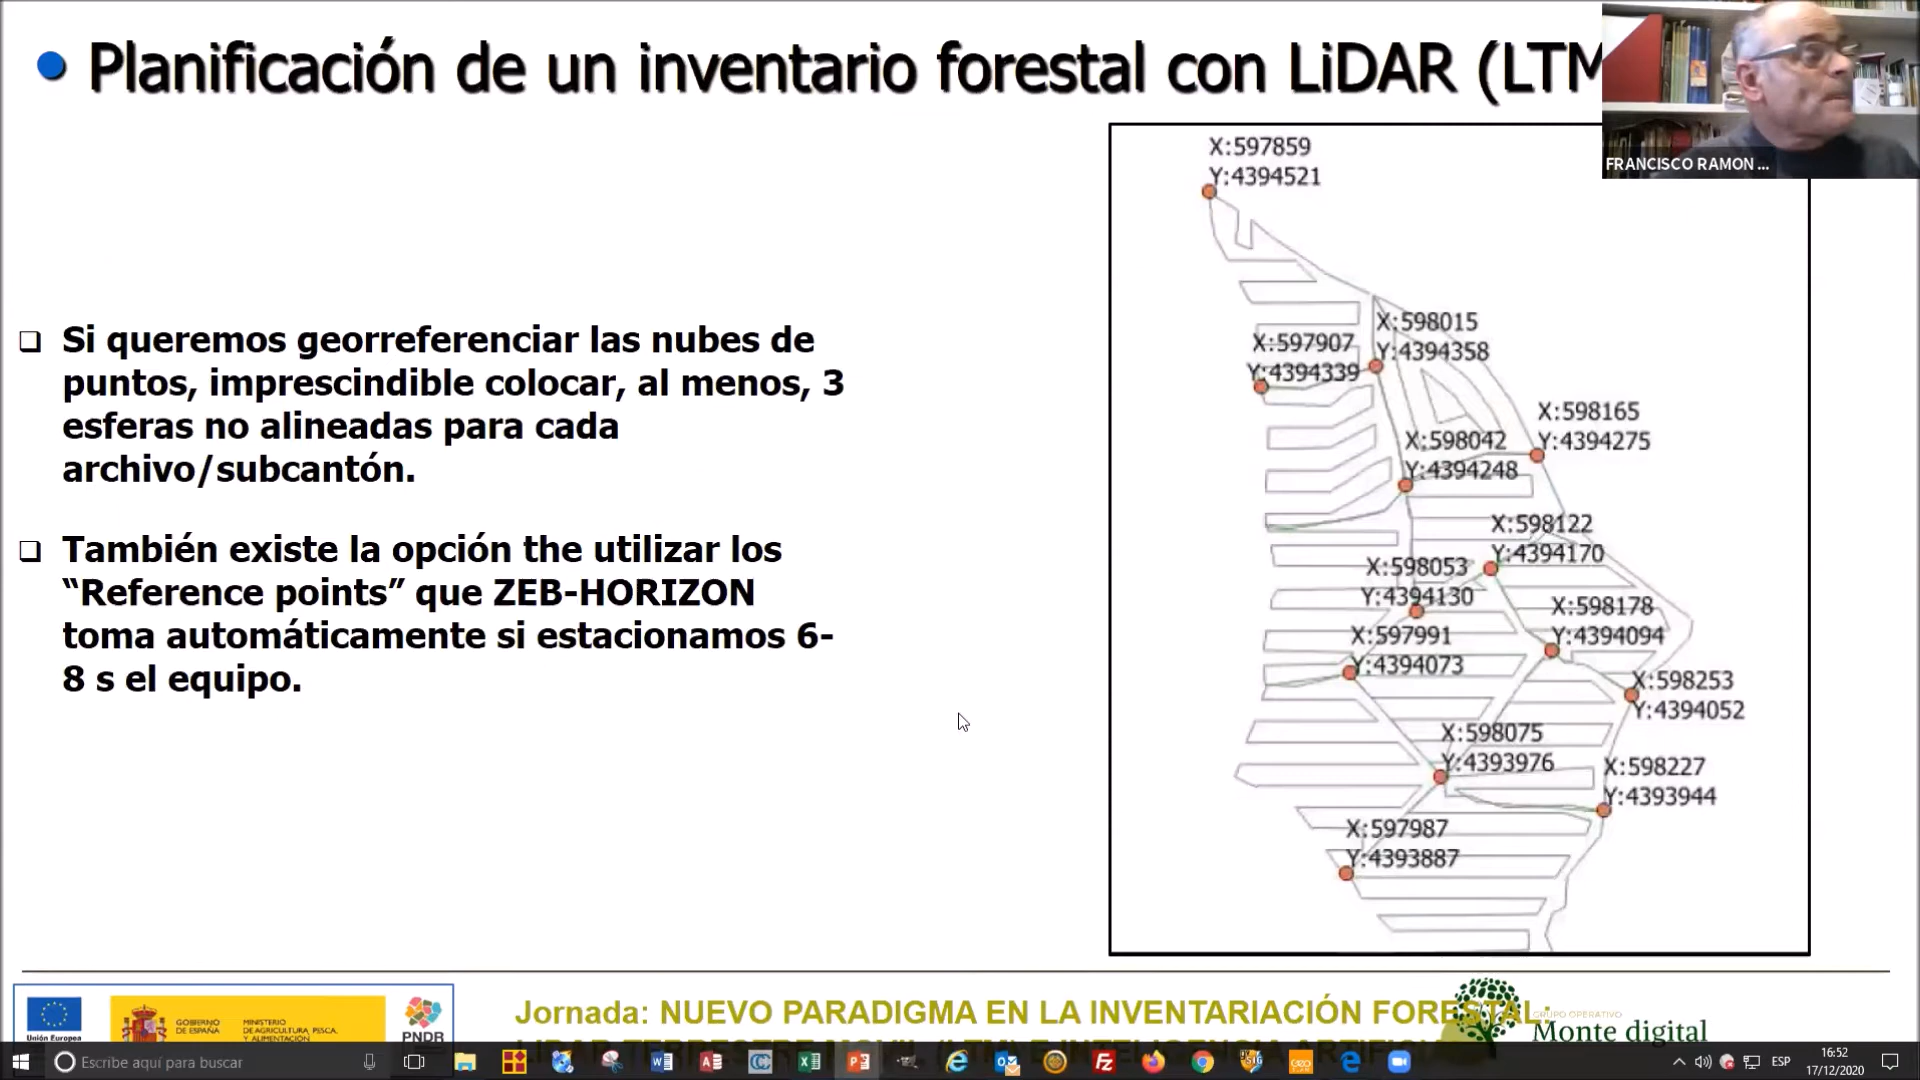 Planificación de un inventario forestal con LiDAR (LTM
FRANCISCO RAMON ...
Si queremos georreferenciar las nubes de
puntos, imprescindible colocar, al menos, 3
esferas no alineadas para cada
archivo/subcantón.
También existe la opción the utilizar los
“Reference points” que ZEB-HORIZON
toma automáticamente si estacionamos 6-
8 s el equipo.
X:597859
Y:4394521
X:598015
Y:4394358
X:597907
Y:4394339
X:598165
Y:4394275
X:598042
Y:4394248
X:598122
Y:4394170
X:598053
Y:4394130
X:598178
Y:4394094
X:597991
Y:4394073
X:598253
Y:4394052
X:598075
Y:4393976
X:598227
Y:4393944
X:597987
Y:4393887
Unión Europea
GOBIERNO
DE ESPAÑA
MINISTERIO
DE AGRICULTURA, PESCA,
Y ALIMENTACIÓN
PNDR
Jornada: NUEVO PARADIGMA EN LA INVENTARIACIÓN FORESTAL:
GRUPO OPERATIVO
Monte digital
Escribe aquí para buscar
ESP
16:52
17/12/2020